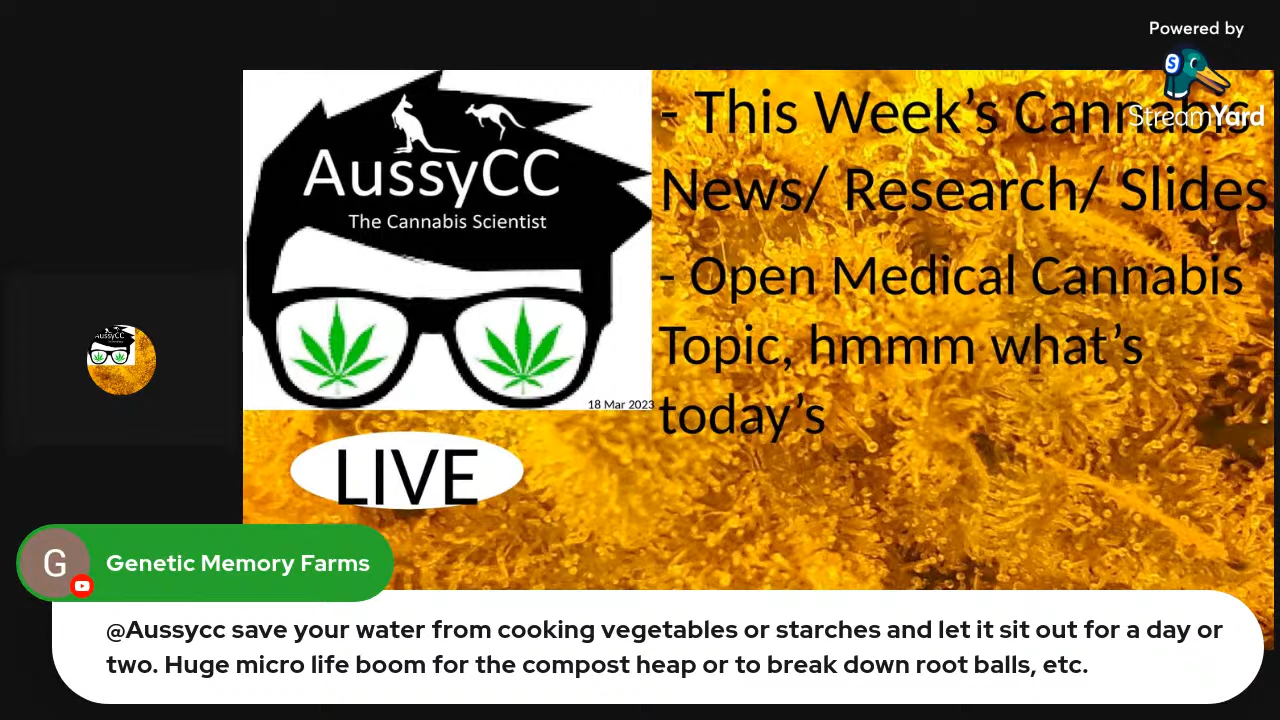 Powered by
StreamYard
AussyCC
The Cannabis Scientist
18 Mar 2023
- This Week's Cannabis
News/ Research/ Slides
- Open Medical Cannabis
Topic, hmmm what's
today's
LIVE
G
Genetic Memory Farms
@Aussycc save your water from cooking vegetables or starches and let it sit out for a day or
two. Huge micro life boom for the compost heap or to break down root balls, etc.